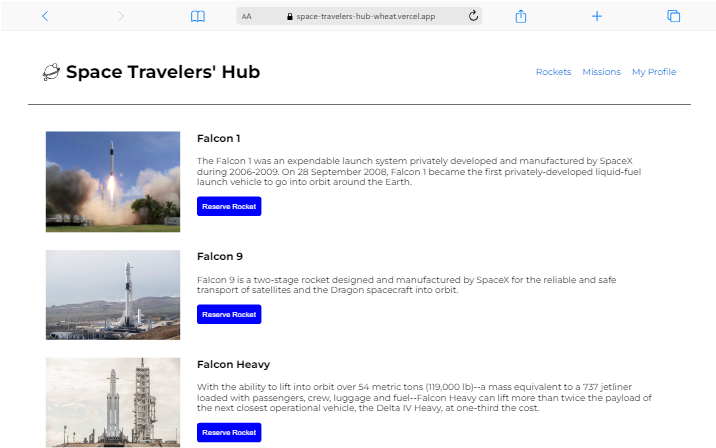 AA space-travelers-hub-wheat.vercel.app
Space Travelers' Hub
Rockets Missions My Profile
Falcon 1
The Falcon 1 was an expendable launch system privately developed and manufactured by SpaceX
during 2006-2009. On 28 September 2008, Falcon 1 became the first privately-developed liquid-fuel
launch vehicle to go into orbit around the Earth.
Reserve Rocket
Falcon 9
Falcon 9 is a two-stage rocket designed and manufactured by SpaceX for the reliable and safe
transport of satellites and the Dragon spacecraft into orbit.
Reserve Rocket
Falcon Heavy
With the ability to lift into orbit over 54 metric tons (119,000 lb)--a mass equivalent to a 737 jetliner
loaded with passengers, crew, luggage and fuel--Falcon Heavy can lift more than twice the payload of
the next closest operational vehicle, the Delta IV Heavy, at one-third the cost.
Reserve Rocket